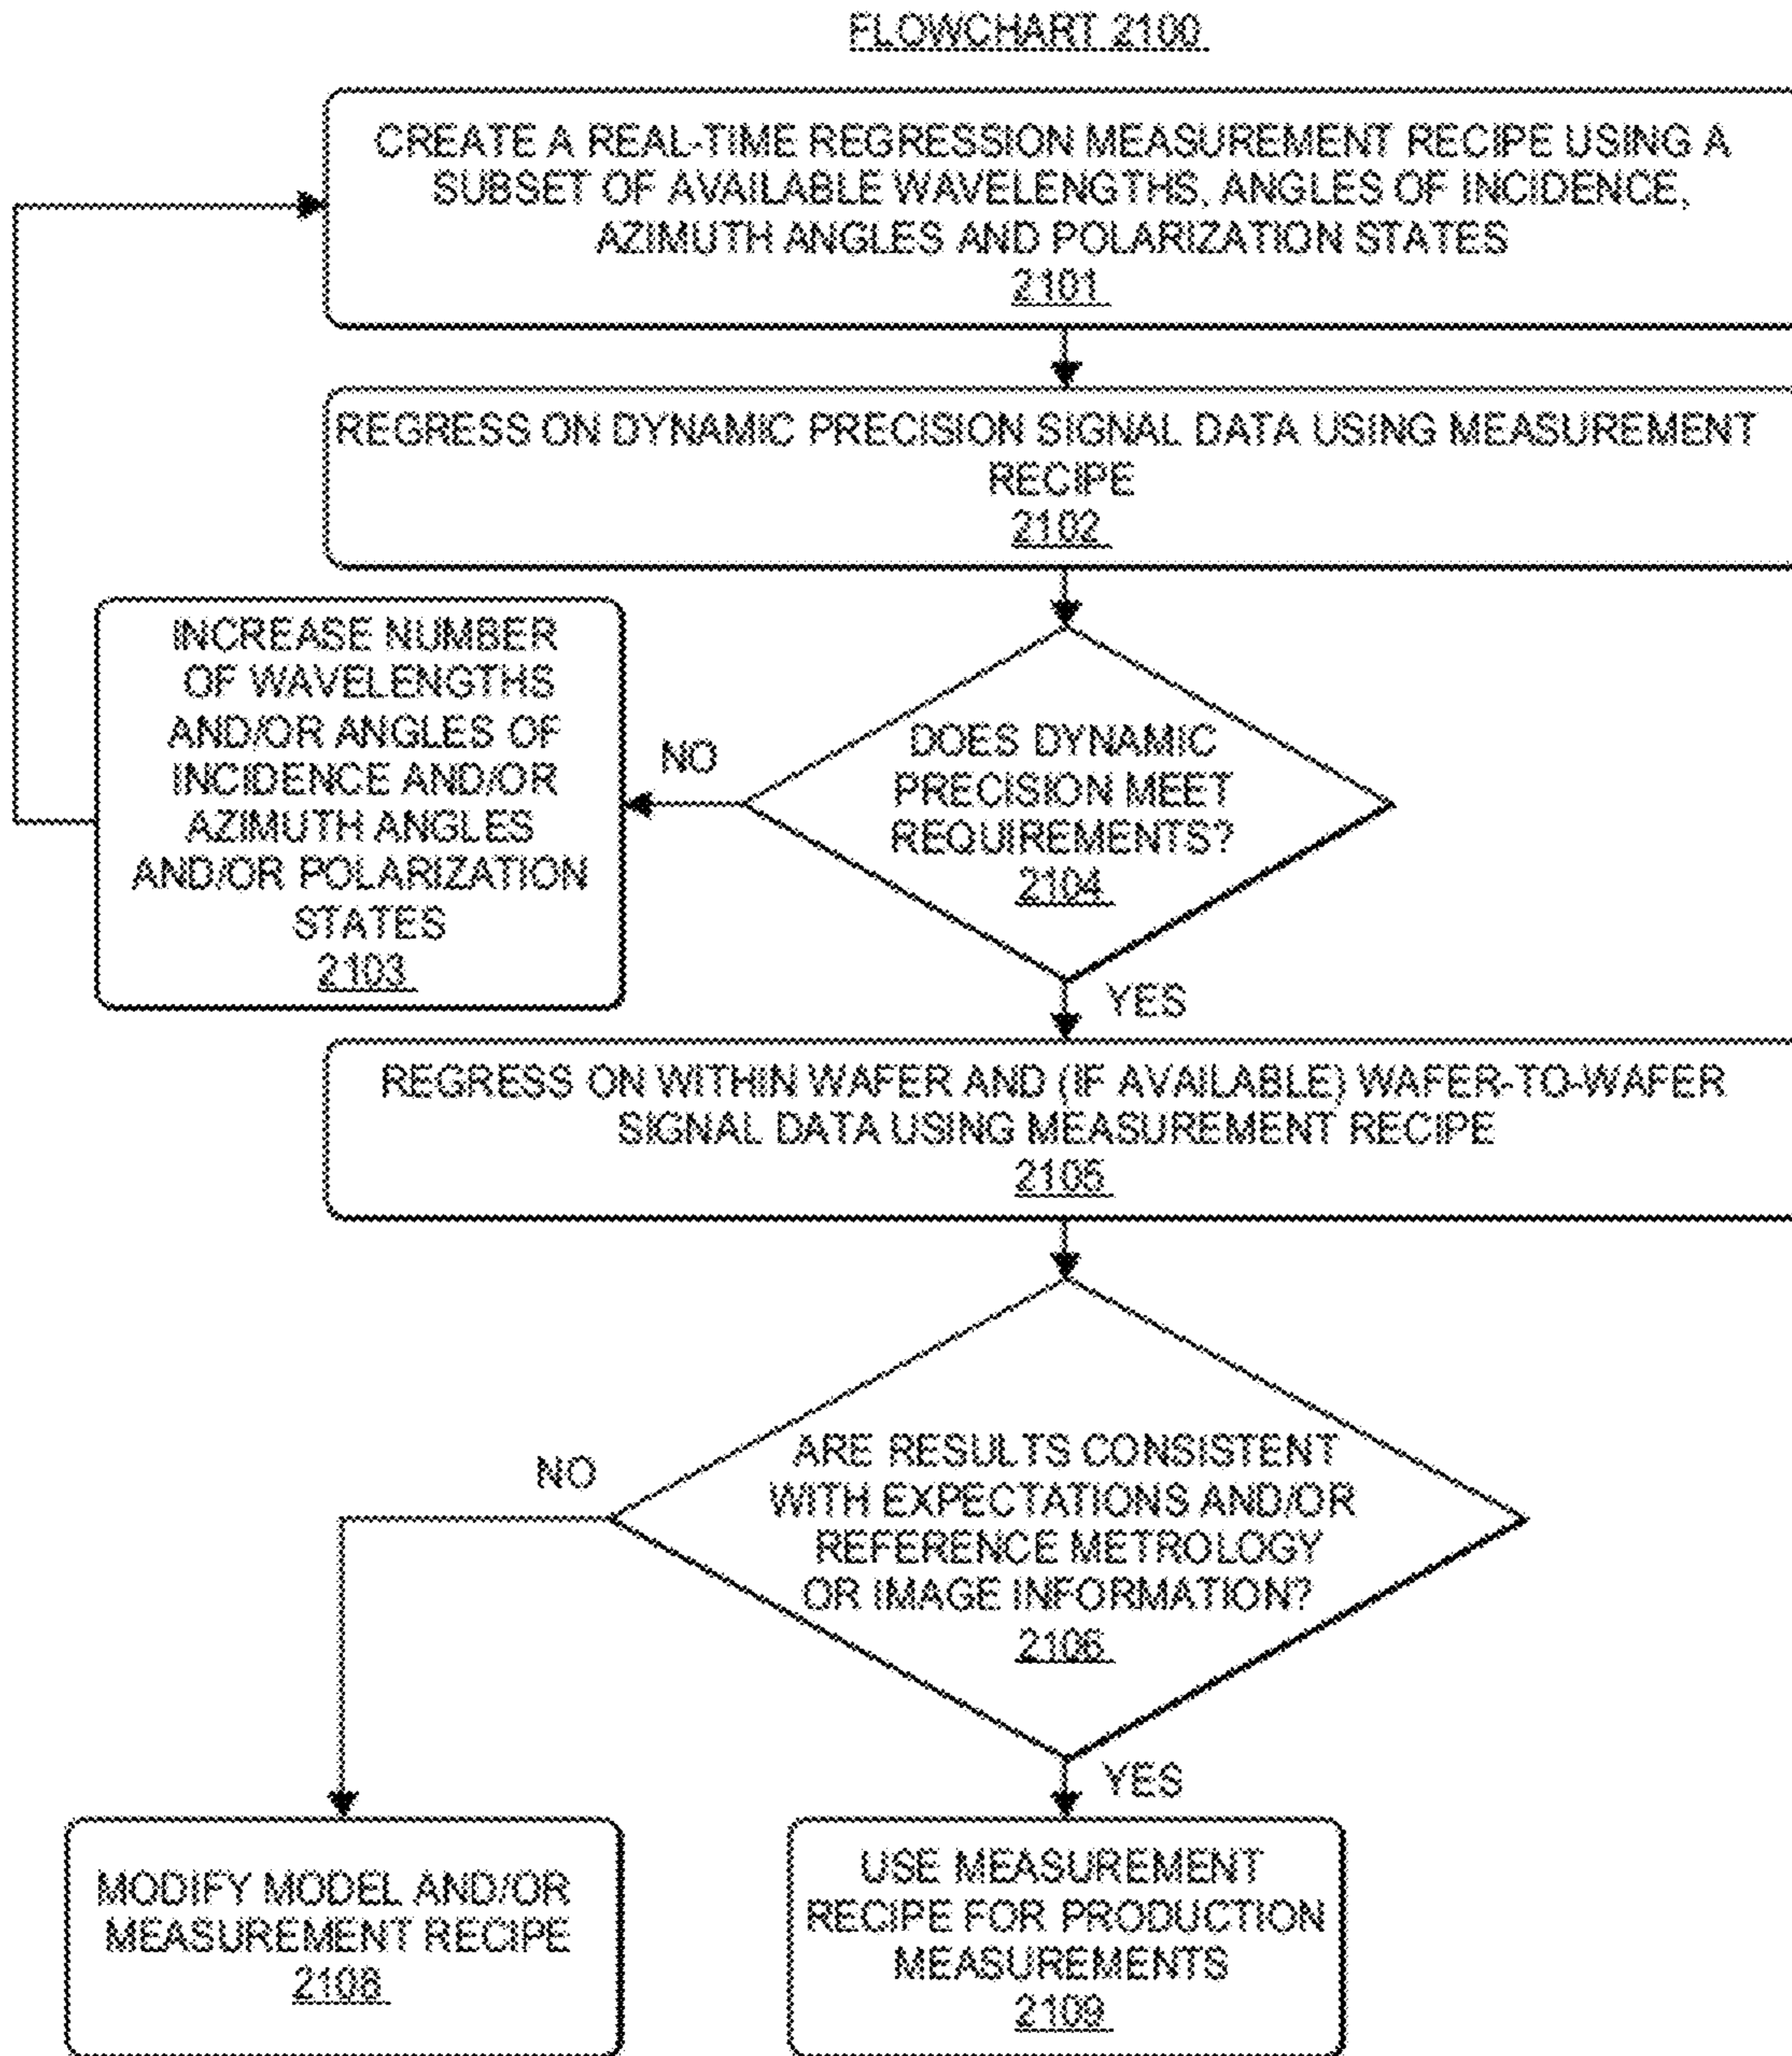 FLOWCHART 2100
CREATE A REAL-TIME REGRESSION MEASUREMENT RECIPE USING A
SUBSET OF AVAILABLE WAVELENGTHS, ANGLES OF INCIDENCE,
AZIMUTH ANGLES AND POLARIZATION STATES
2101
REGRESS ON DYNAMIC PRECISION SIGNAL DATA USING MEASUREMENT
RECIPE
2102
INCREASE NUMBER
OF WAVELENGTHS
AND/OR ANGLES OF
INCIDENCE AND/OR
AZIMUTH ANGLES
AND/OR POLARIZATION
STATES
2103
NO
DOES DYNAMIC
PRECISION MEET
REQUIREMENTS?
2104
YES
REGRESS ON WITHIN WAFER AND (IF AVAILABLE) WAFER-TO-WAFER
SIGNAL DATA USING MEASUREMENT RECIPE
2105
NO
ARE RESULTS CONSISTENT
WITH EXPECTATIONS AND/OR
REFERENCE METROLOGY
OR IMAGE INFORMATION?
2106
YES
MODIFY MODEL AND/OR
MEASUREMENT RECIPE
2108
USE MEASUREMENT
RECIPE FOR PRODUCTION
MEASUREMENTS
2109